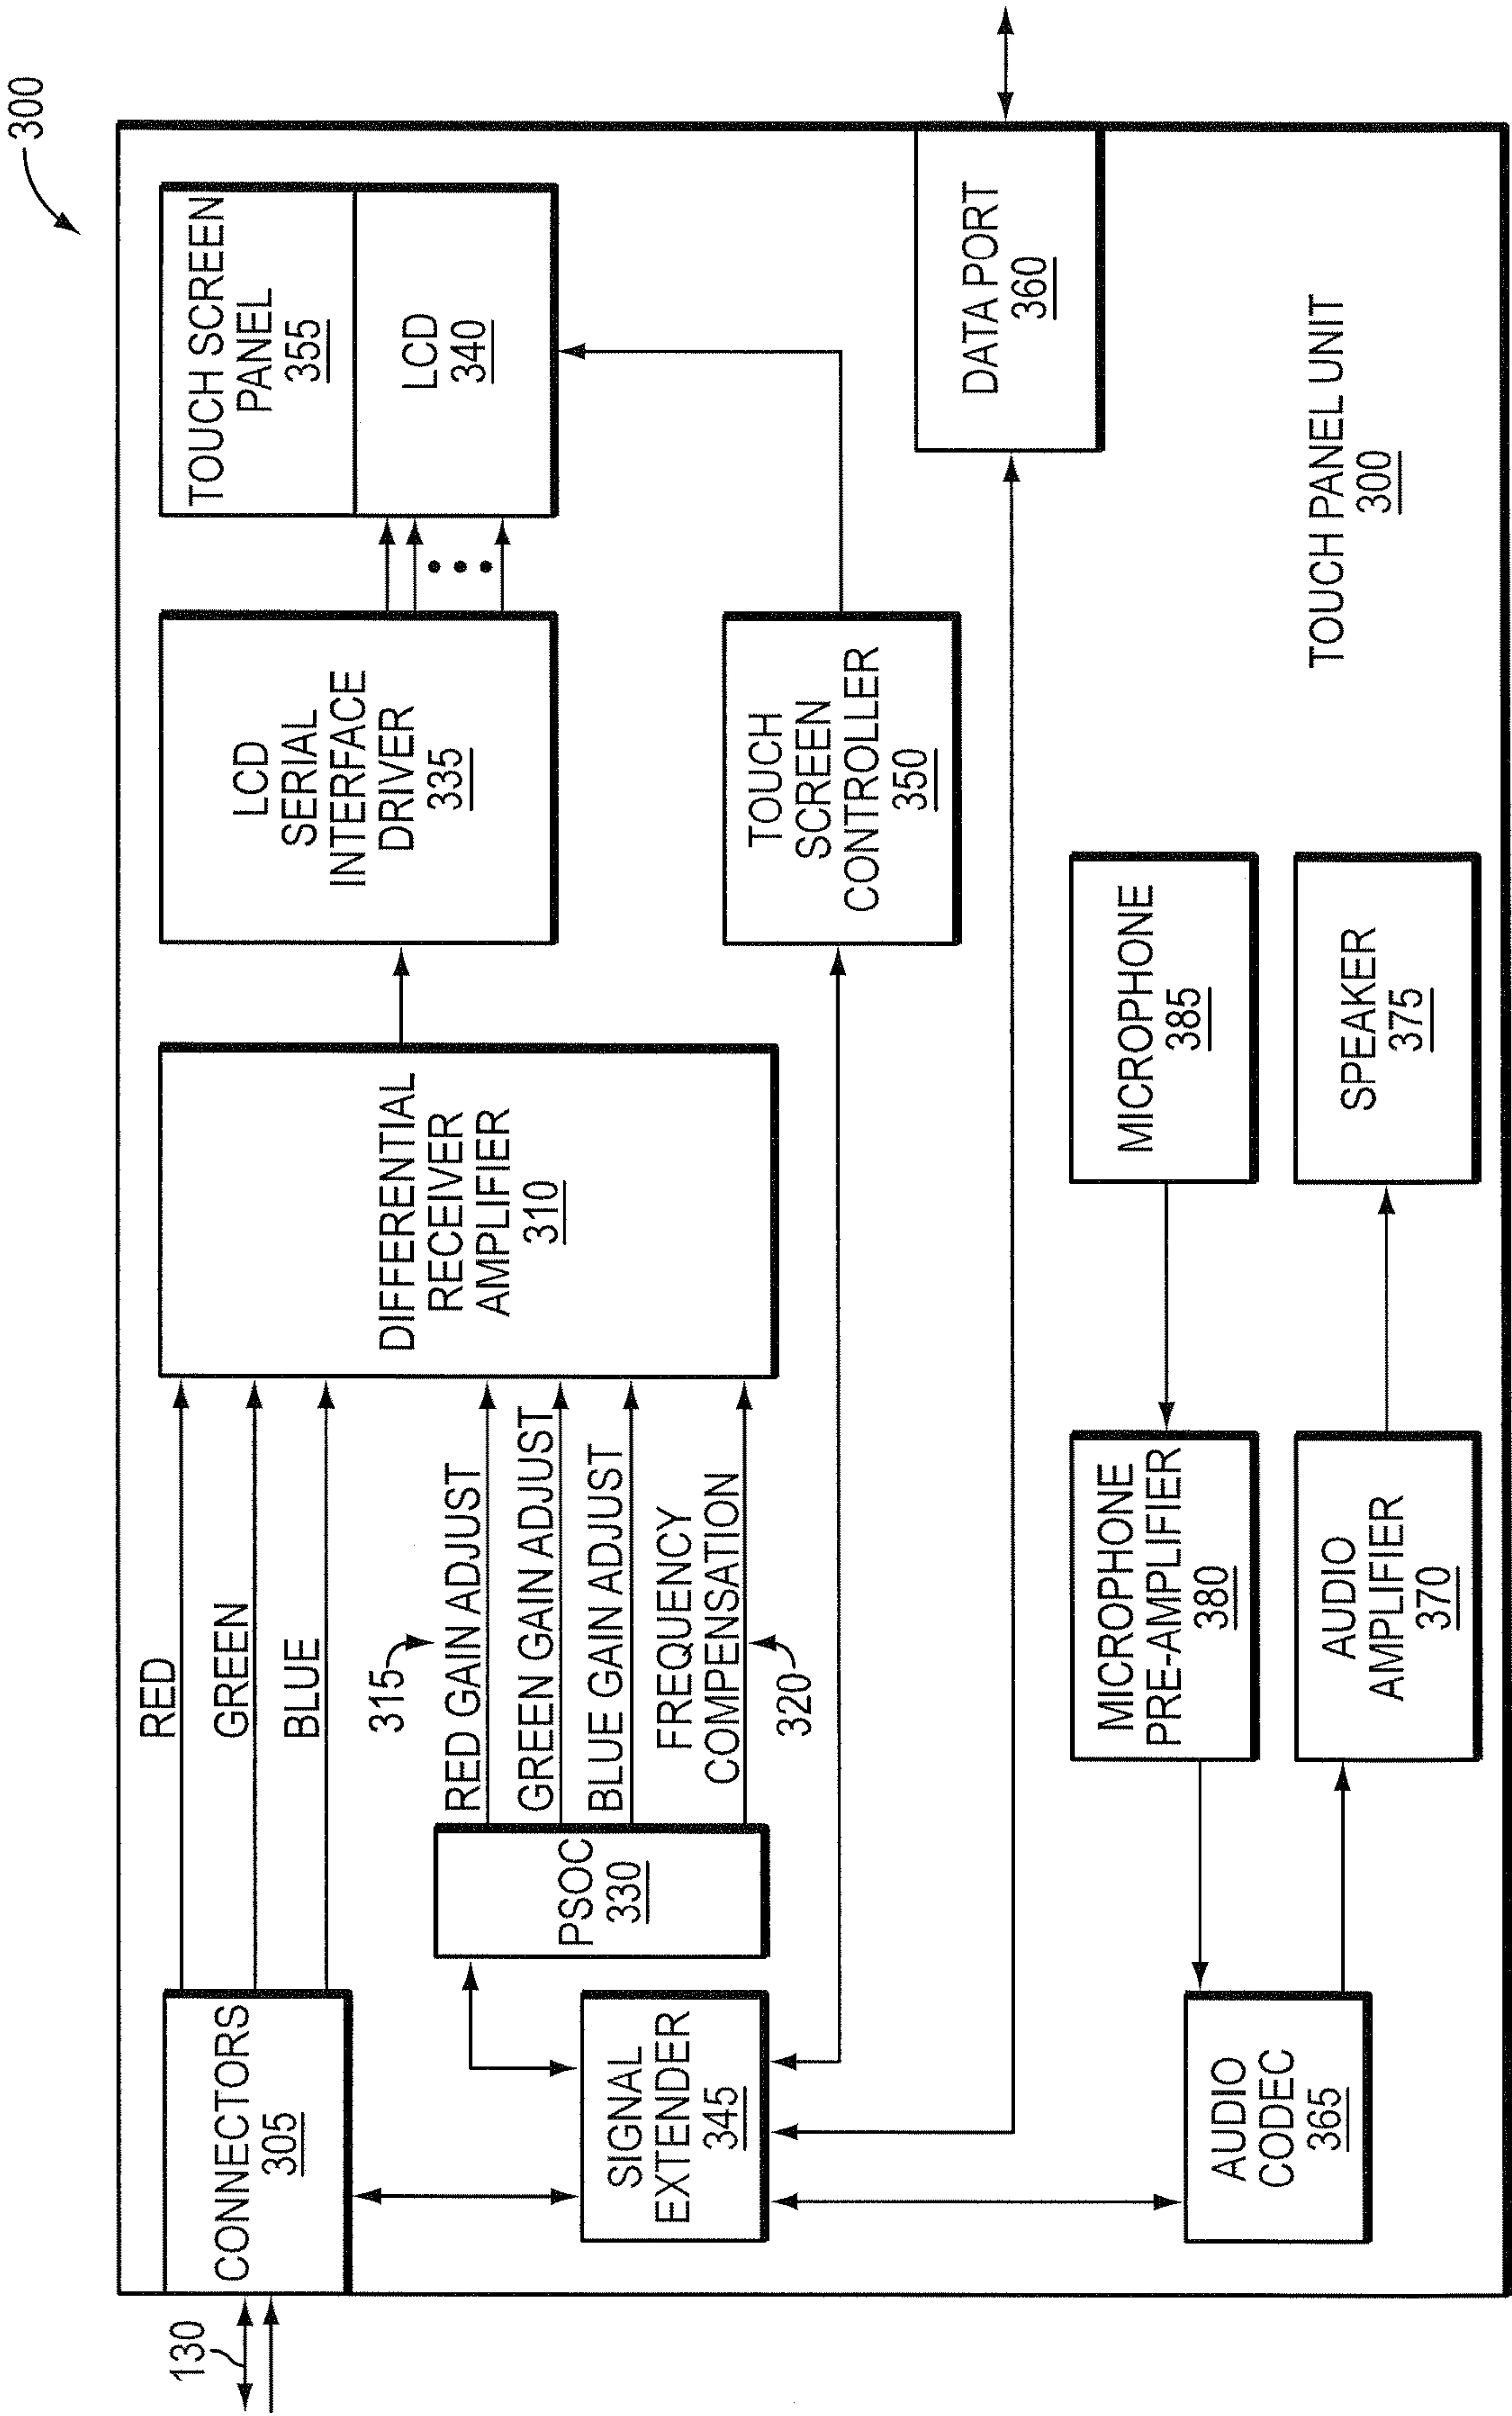 300
130
CONNECTORS
305
RED
GREEN
BLUE
315
RED GAIN ADJUST
GREEN GAIN ADJUST
BLUE GAIN ADJUST
FREQUENCY
COMPENSATION
320
PSOC
330
SIGNAL
EXTENDER
345
DIFFERENTIAL
RECEIVER
AMPLIFIER
310
LCD
SERIAL
INTERFACE
DRIVER
335
TOUCH SCREEN
PANEL
355
LCD
340
TOUCH
SCREEN
CONTROLLER
350
DATA PORT
360
AUDIO
CODEC
365
MICROPHONE
PRE-AMPLIFIER
380
MICROPHONE
385
AUDIO
AMPLIFIER
370
SPEAKER
375
TOUCH PANEL UNIT
300